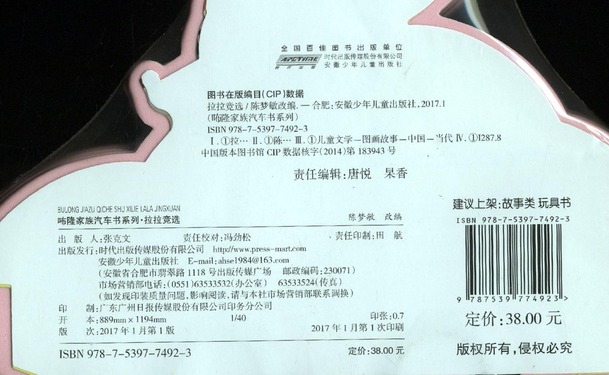 全国百佳图书出版单位
APETIME 时代出版传媒股份有限公司
时代出版 安徽少年儿童出版社
图书在版编目(CIP)数据
拉拉竞选/陈梦敏改编.—合肥:安徽少年儿童出版社,2017.1
(咘隆家族汽车书系列)
ISBN 978-7-5397-7492-3
Ⅰ.①拉… Ⅱ.①陈… Ⅲ.①儿童文学—图画故事—中国—当代 Ⅳ.①I287.8
中国版本图书馆CIP数据核字(2014)第183943号
责任编辑:唐悦 杲香
BULONG JIAZU QICHE SHU XILIE LALA JINGXUAN
咘隆家族汽车书系列·拉拉竞选 陈梦敏 改编
出 版 人:张克文 责任校对:冯劲松 责任印制:田 航
出版发行:时代出版传媒股份有限公司 http://www.press-mart.com
安徽少年儿童出版社 E-mail:ahse1984@163.com
(安徽省合肥市翡翠路1118号出版传媒广场 邮政编码:230071)
市场营销部电话:(0551)63533532(办公室) 63533524(传真)
(如发现印装质量问题,影响阅读,请与本社市场营销部联系调换)
印 制:广东广州日报传媒股份有限公司印务分公司
开 本:889mm×1194mm 1/40 印张:0.7
版 次:2017年1月第1版 2017年1月第1次印刷
ISBN 978-7-5397-7492-3 定价:38.00元
建议上架:故事类 玩具书
ISBN 978-7-5397-7492-3
9 787539 774923 >
定价:38.00元
版权所有,侵权必究